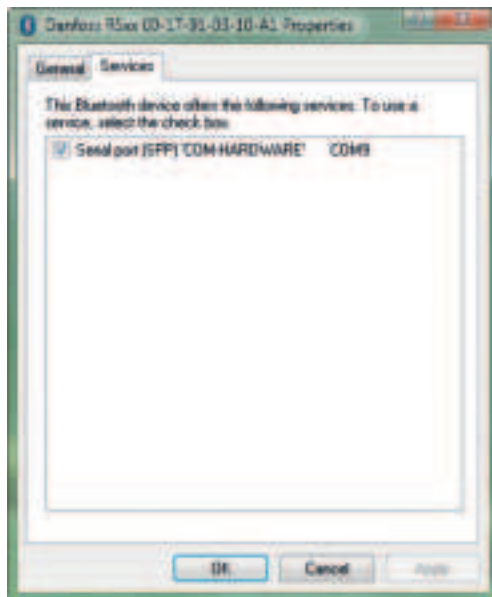 Danfoss RSxx 00-17-91-03-10-A1 Properties
General Services
This Bluetooth device offers the following services. To use a
service, select the check box.
Serial port (SPP) 'COM-HARDWARE' COM9
OK Cancel Apply